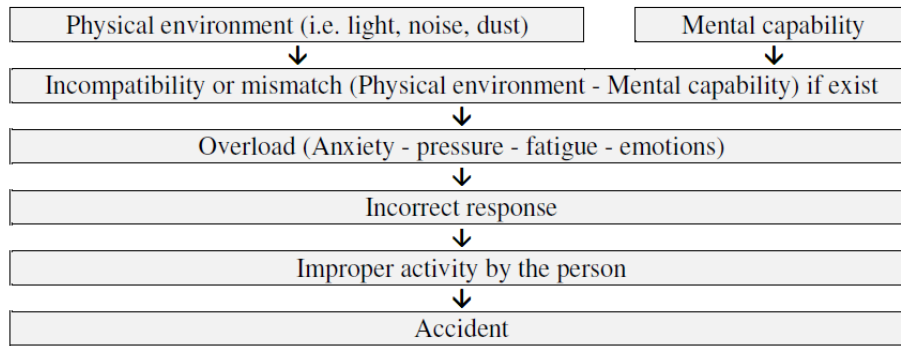 Physical environment (i.e. light, noise, dust)
Mental capability
Incompatibility or mismatch (Physical environment - Mental capability) if exist
Overload (Anxiety - pressure - fatigue - emotions)
Incorrect response
Improper activity by the person
Accident